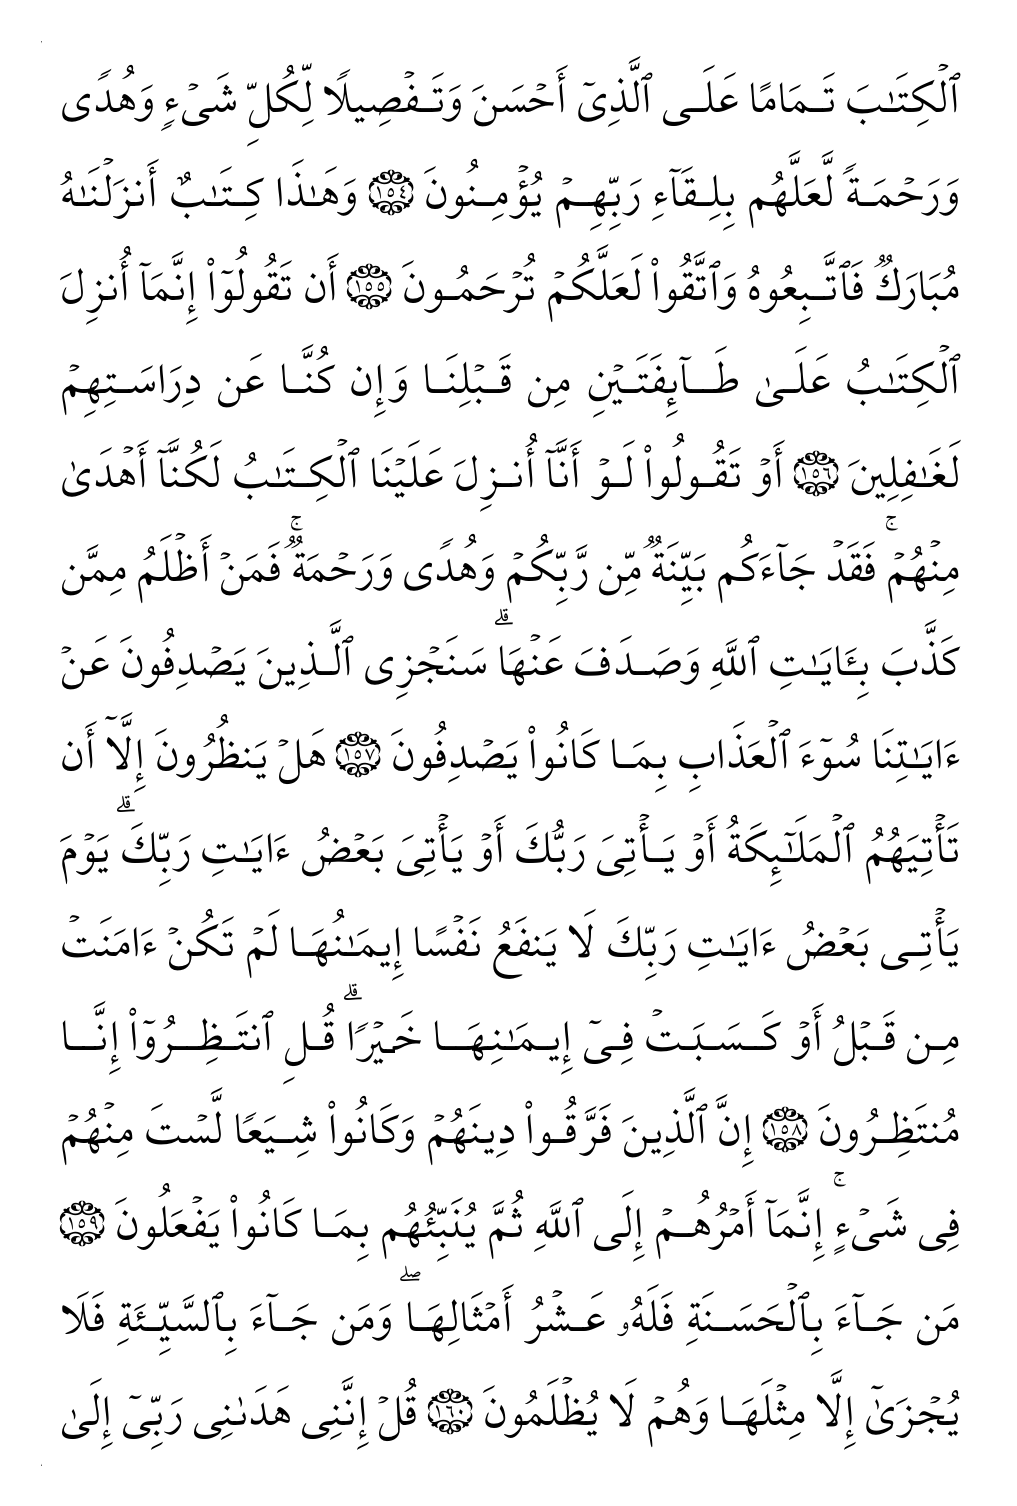 ٱلۡكِتَٰبَ تَمَامًا عَلَى ٱلَّذِيٓ أَحۡسَنَ وَتَفۡصِيلٗا لِّكُلِّ شَيۡءٖ وَهُدٗى
وَرَحۡمَةٗ لَّعَلَّهُم بِلِقَآءِ رَبِّهِمۡ يُؤۡمِنُونَ ١٥٤ وَهَٰذَا كِتَٰبٌ أَنزَلۡنَٰهُ
مُبَارَكٞ فَٱتَّبِعُوهُ وَٱتَّقُواْ لَعَلَّكُمۡ تُرۡحَمُونَ ١٥٥ أَن تَقُولُوٓاْ إِنَّمَآ أُنزِلَ
ٱلۡكِتَٰبُ عَلَىٰ طَآئِفَتَيۡنِ مِن قَبۡلِنَا وَإِن كُنَّا عَن دِرَاسَتِهِمۡ
لَغَٰفِلِينَ ١٥٦ أَوۡ تَقُولُواْ لَوۡ أَنَّآ أُنزِلَ عَلَيۡنَا ٱلۡكِتَٰبُ لَكُنَّآ أَهۡدَىٰ
مِنۡهُمۡۚ فَقَدۡ جَآءَكُم بَيِّنَةٞ مِّن رَّبِّكُمۡ وَهُدٗى وَرَحۡمَةٞۚ فَمَنۡ أَظۡلَمُ مِمَّن
كَذَّبَ بِـَٔايَٰتِ ٱللَّهِ وَصَدَفَ عَنۡهَاۗ سَنَجۡزِي ٱلَّذِينَ يَصۡدِفُونَ عَنۡ
ءَايَٰتِنَا سُوٓءَ ٱلۡعَذَابِ بِمَا كَانُواْ يَصۡدِفُونَ ١٥٧ هَلۡ يَنظُرُونَ إِلَّآ أَن
تَأۡتِيَهُمُ ٱلۡمَلَٰٓئِكَةُ أَوۡ يَأۡتِيَ رَبُّكَ أَوۡ يَأۡتِيَ بَعۡضُ ءَايَٰتِ رَبِّكَۗ يَوۡمَ
يَأۡتِي بَعۡضُ ءَايَٰتِ رَبِّكَ لَا يَنفَعُ نَفۡسًا إِيمَٰنُهَا لَمۡ تَكُنۡ ءَامَنَتۡ
مِن قَبۡلُ أَوۡ كَسَبَتۡ فِيٓ إِيمَٰنِهَا خَيۡرٗاۗ قُلِ ٱنتَظِرُوٓاْ إِنَّا
مُنتَظِرُونَ ١٥٨ إِنَّ ٱلَّذِينَ فَرَّقُواْ دِينَهُمۡ وَكَانُواْ شِيَعٗا لَّسۡتَ مِنۡهُمۡ
فِي شَيۡءٍۚ إِنَّمَآ أَمۡرُهُمۡ إِلَى ٱللَّهِ ثُمَّ يُنَبِّئُهُم بِمَا كَانُواْ يَفۡعَلُونَ ١٥٩
مَن جَآءَ بِٱلۡحَسَنَةِ فَلَهُۥ عَشۡرُ أَمۡثَالِهَاۖ وَمَن جَآءَ بِٱلسَّيِّئَةِ فَلَا
يُجۡزَىٰٓ إِلَّا مِثۡلَهَا وَهُمۡ لَا يُظۡلَمُونَ ١٦٠ قُلۡ إِنَّنِي هَدَىٰنِي رَبِّيٓ إِلَىٰ